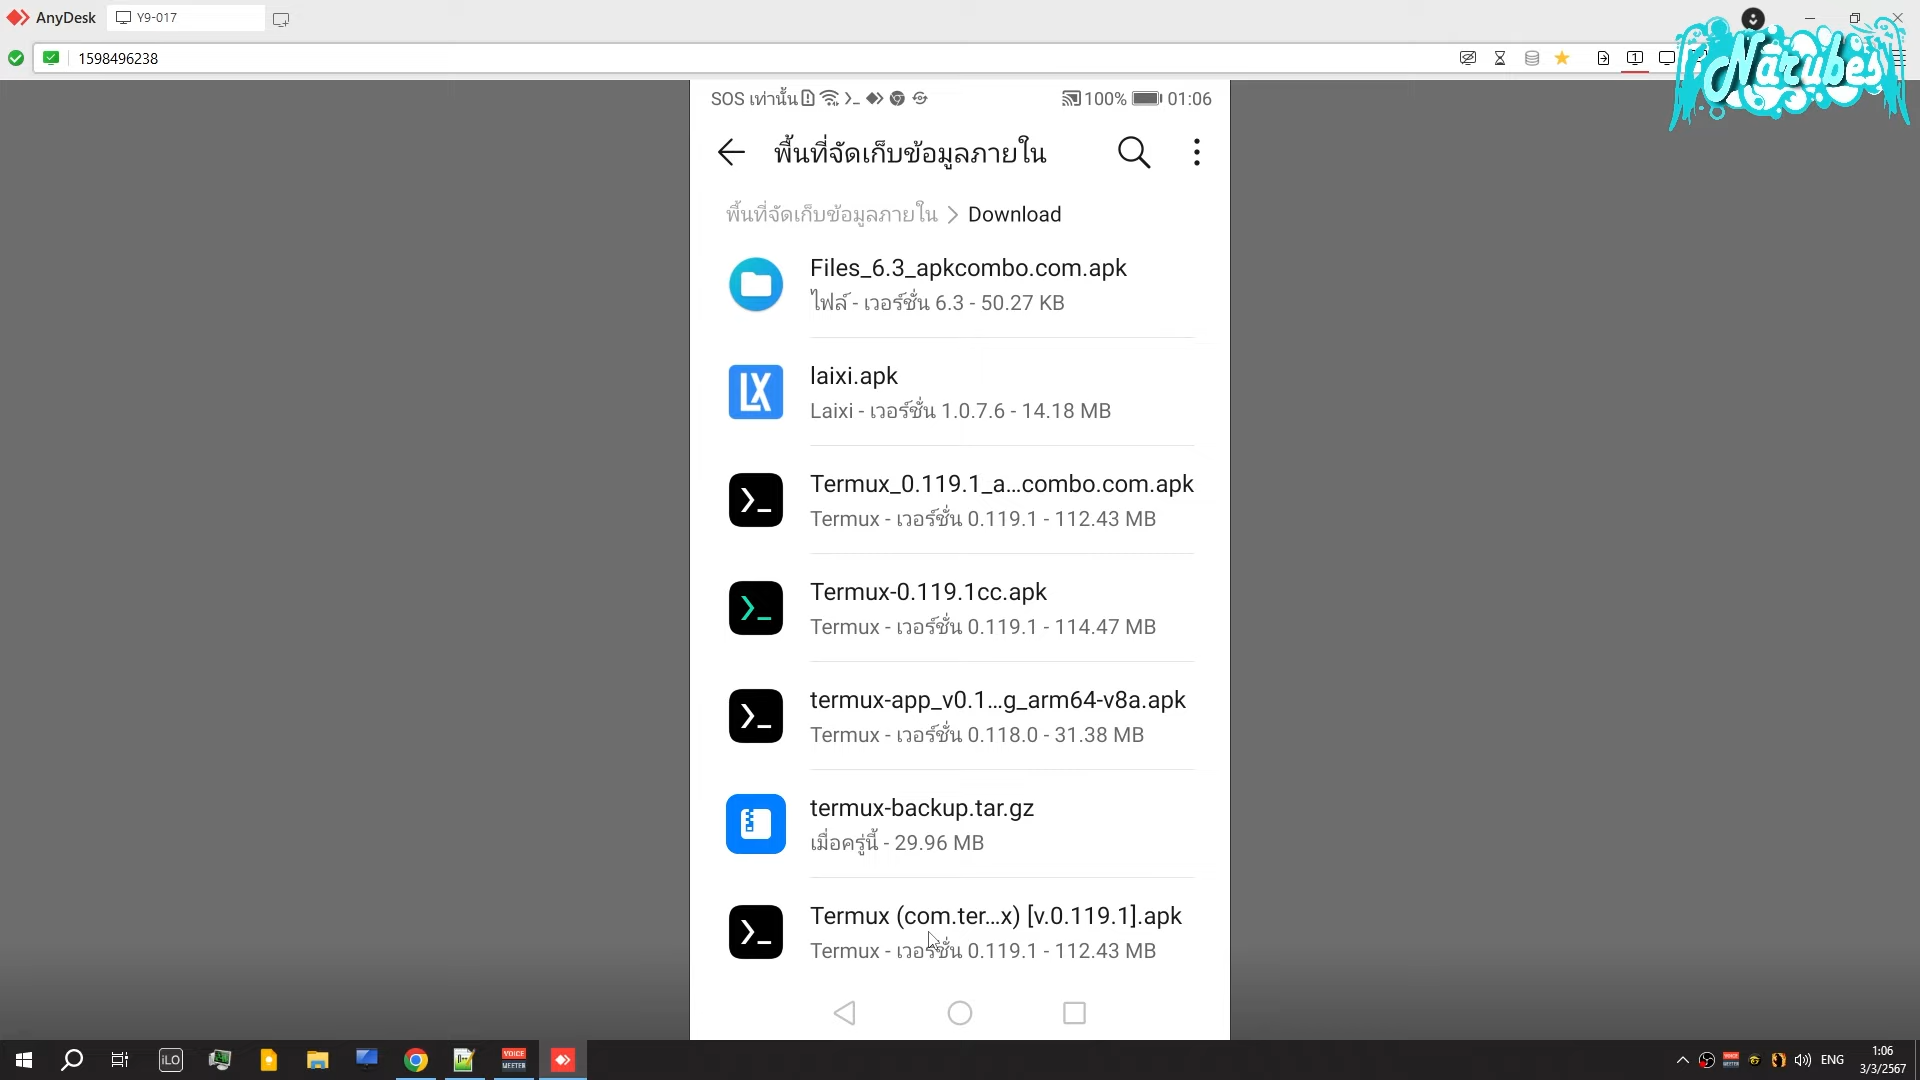 AnyDesk
Y9-017
1598496238
Narubes
SOS เท่านั้น
100%
01:06
พื้นที่จัดเก็บข้อมูลภายใน
พื้นที่จัดเก็บข้อมูลภายใน > Download
Files_6.3_apkcombo.com.apk
ไฟล์ - เวอร์ชั่น 6.3 - 50.27 KB
LX
laixi.apk
Laixi - เวอร์ชั่น 1.0.7.6 - 14.18 MB
Termux_0.119.1_a...combo.com.apk
Termux - เวอร์ชั่น 0.119.1 - 112.43 MB
Termux-0.119.1cc.apk
Termux - เวอร์ชั่น 0.119.1 - 114.47 MB
termux-app_v0.1...g_arm64-v8a.apk
Termux - เวอร์ชั่น 0.118.0 - 31.38 MB
termux-backup.tar.gz
เมื่อครู่นี้ - 29.96 MB
Termux (com.ter...x) [v.0.119.1].apk
Termux - เวอร์ชั่น 0.119.1 - 112.43 MB
iLO
VOICE
MEETER
ENG
1:06
3/3/2567